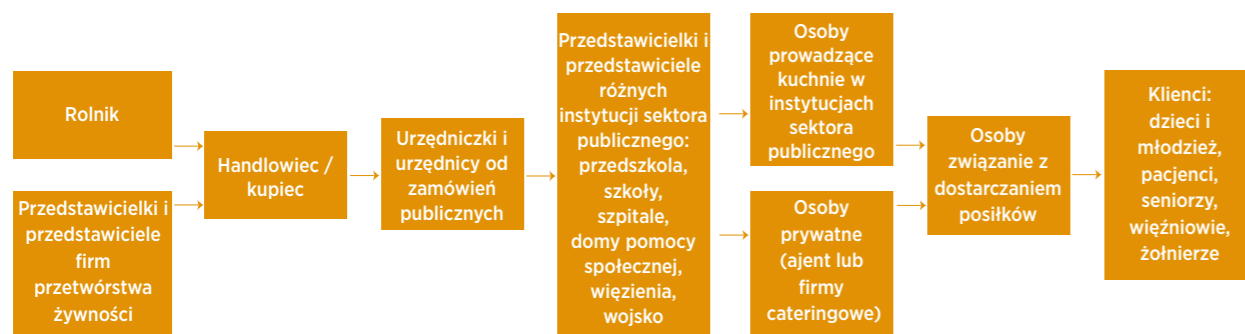 Rolnik
Przedstawicielki i
przedstawiciele
firm
przetwórstwa
żywności
Handlowiec /
kupiec
Urzędniczki i
urzędnicy od
zamówień
publicznych
Przedstawicielki i
przedstawiciele
różnych
instytucji sektora
publicznego:
przedszkola,
szkoły,
szpitale,
domy pomocy
społecznej,
więzienia,
wojsko
Osoby
prowadzące
kuchnie w
instytucjach
sektora
publicznego
Osoby
prywatne
(ajent lub
firmy
cateringowe)
Osoby
związanie z
dostarczaniem
posiłków
Klienci:
dzieci i
młodzież,
pacjenci,
seniorzy,
więźniowie,
żołnierze